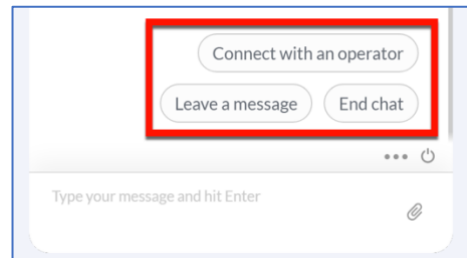 Connect with an operator
Leave a message End chat
Type your message and hit Enter